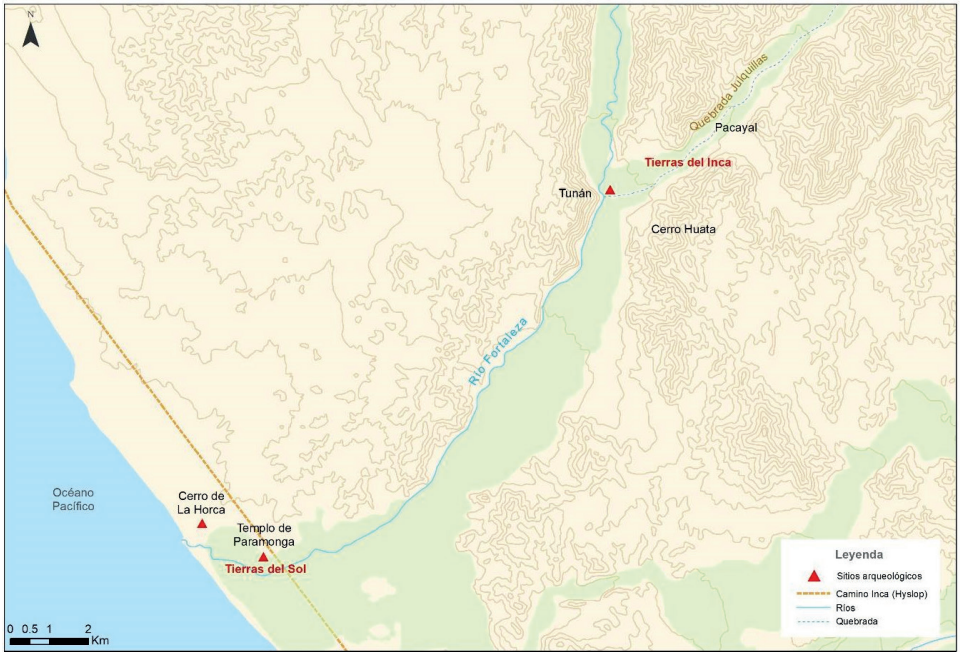 N
Quebrada Julquillas
Pacayal
Tierras del Inca
Tunán
Cerro Huata
Río Fortaleza
Océano
Pacífico
Cerro de
La Horca
Templo de
Paramonga
Tierras del Sol
Leyenda
Sitios arqueológicos
Camino Inca (Hyslop)
Ríos
Quebrada
0 0.5 1 2
Km